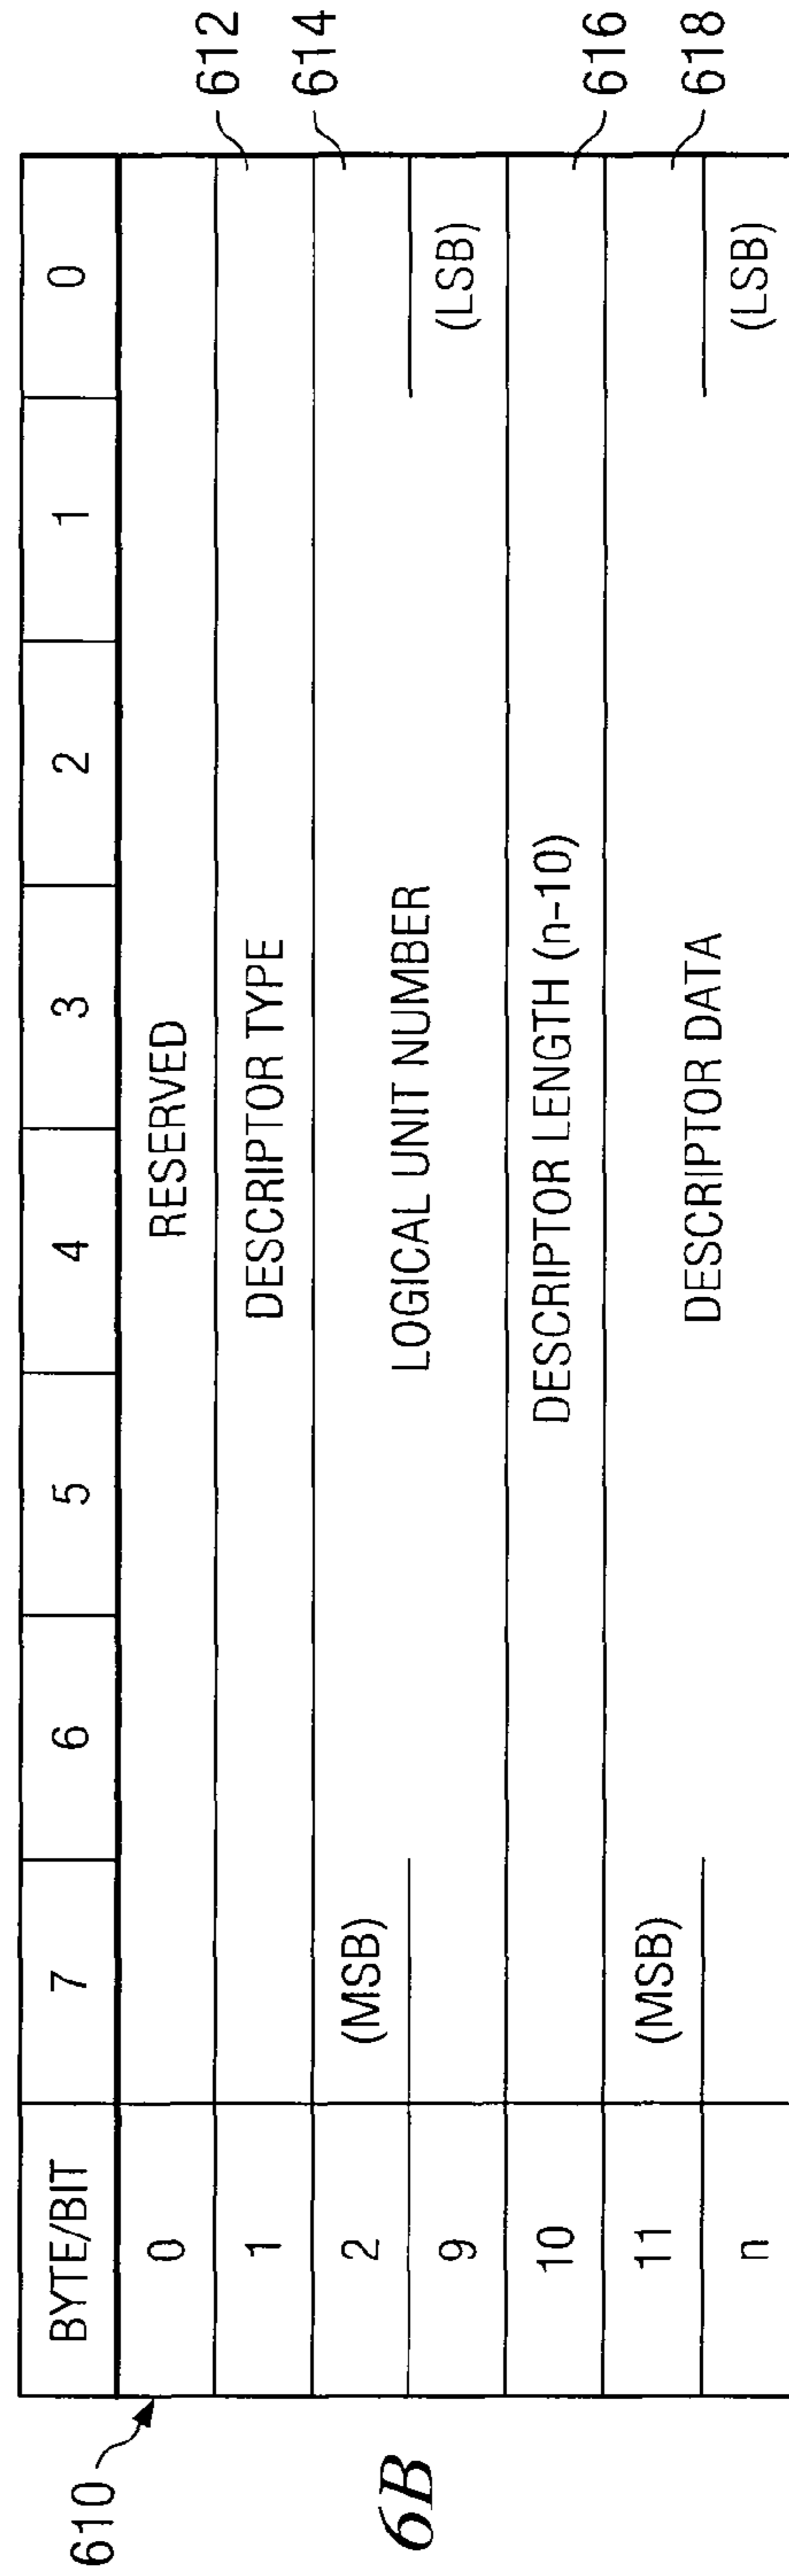 610
BYTE/BIT 7 6 5 4 3 2 1 0
0 RESERVED
1 DESCRIPTOR TYPE 612
2 (MSB) 614
LOGICAL UNIT NUMBER
9 (LSB)
10 DESCRIPTOR LENGTH (n-10) 616
11 (MSB) 618
DESCRIPTOR DATA
n (LSB)
6B